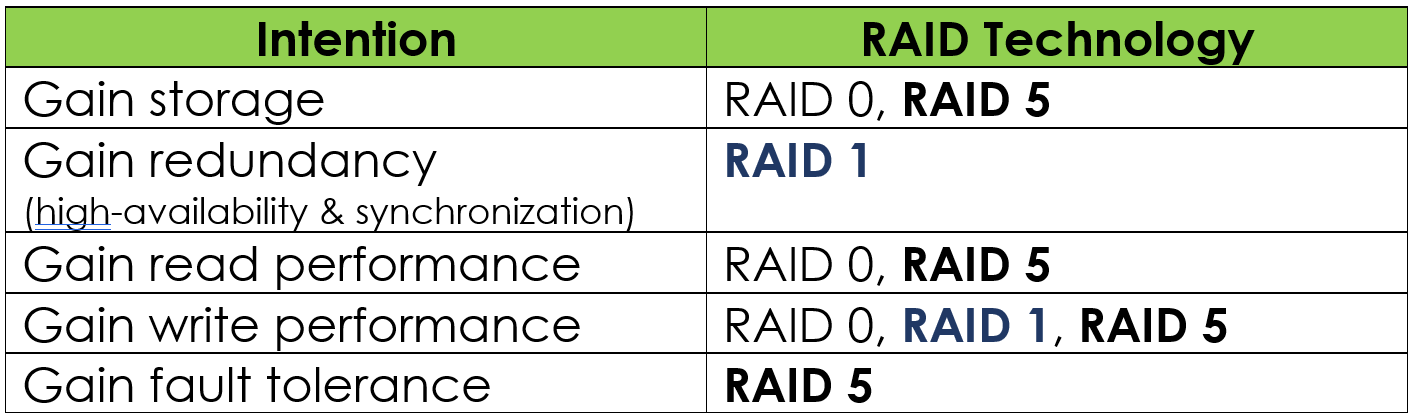 Intention RAID Technology
Gain storage RAID 0, RAID 5
Gain redundancy RAID 1
(high-availability & synchronization)
Gain read performance RAID 0, RAID 5
Gain write performance RAID 0, RAID 1, RAID 5
Gain fault tolerance RAID 5